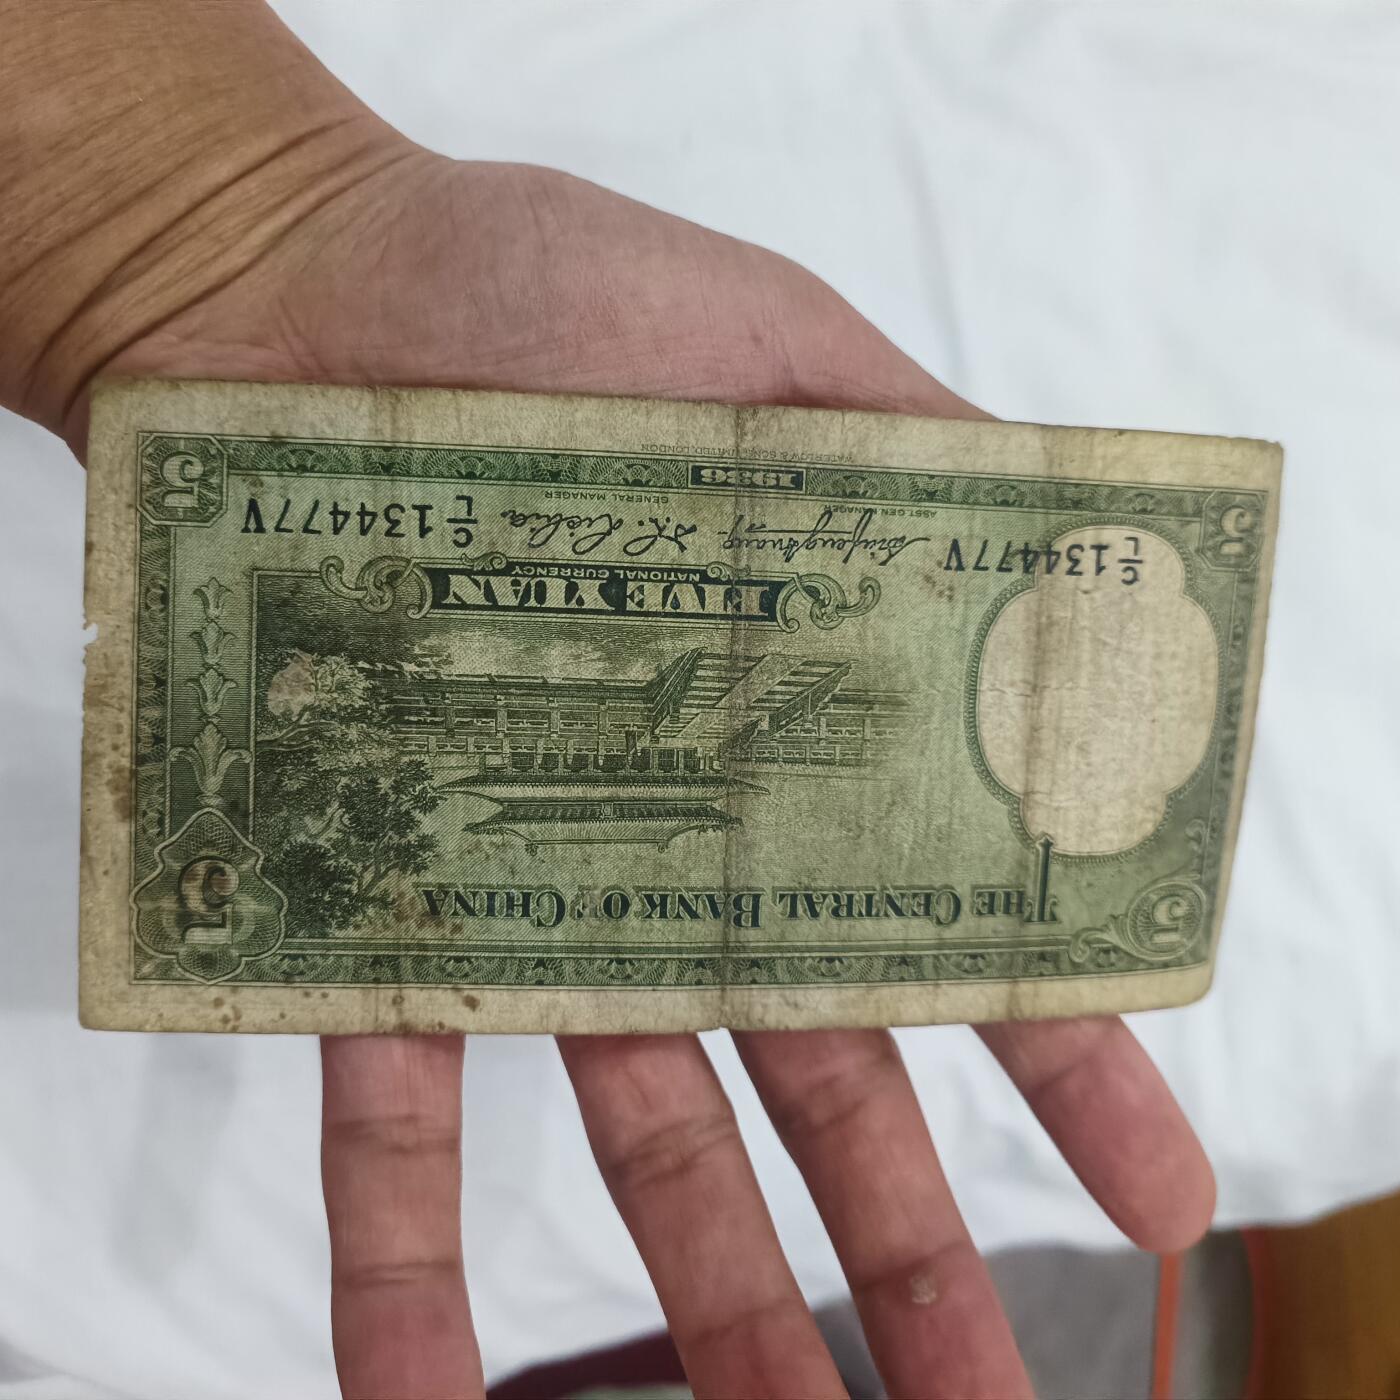 5 THE CENTRAL BANK OF CHINA 5
FIVE YUAN
NATIONAL CURRENCY
C/L 134477V C/L 134477V
ASST. GEN. MANAGER GENERAL MANAGER
5 1936 5
WATERLOW & SONS LIMITED, LONDON